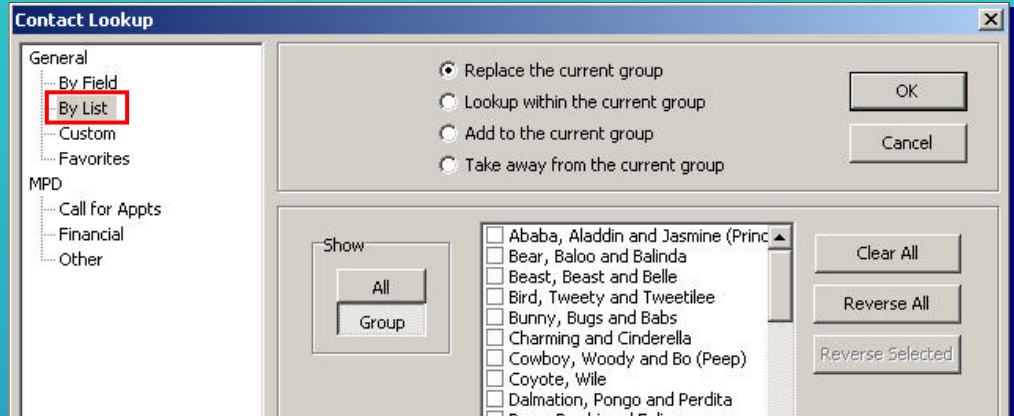 Contact Lookup
General
By Field
By List
Custom
Favorites
MPD
Call for Appts
Financial
Other
Replace the current group
Lookup within the current group
Add to the current group
Take away from the current group
OK
Cancel
Show
All
Group
Ababa, Aladdin and Jasmine (Princ
Bear, Baloo and Balinda
Beast, Beast and Belle
Bird, Tweety and Tweetilee
Bunny, Bugs and Babs
Charming and Cinderella
Cowboy, Woody and Bo (Peep)
Coyote, Wile
Dalmation, Pongo and Perdita
Clear All
Reverse All
Reverse Selected